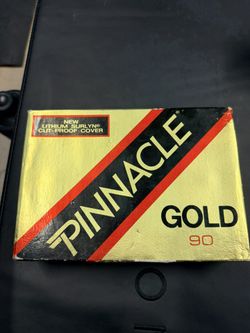 NEW
LITHIUM SURLYN®
CUT-PROOF COVER
PINNACLE
GOLD
90